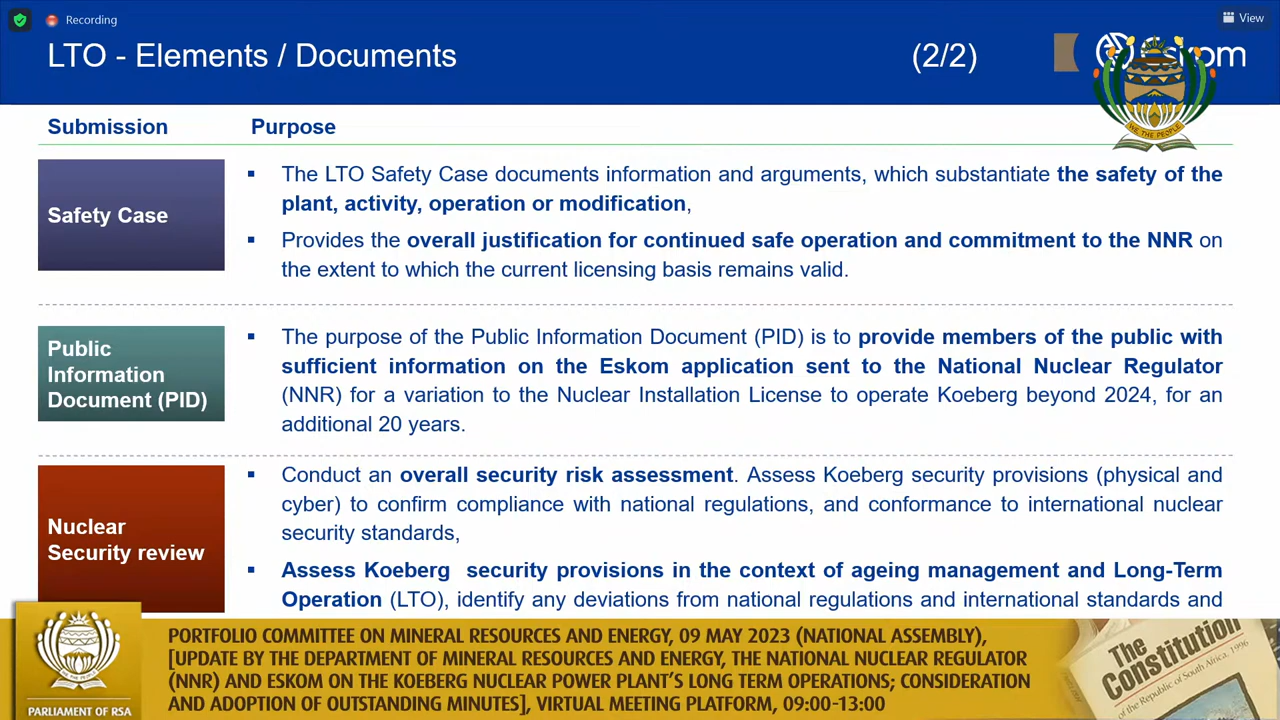 Recording
View
LTO - Elements / Documents (2/2)
Eskom
WE THE PEOPLE
Submission Purpose
Safety Case
▪ The LTO Safety Case documents information and arguments, which substantiate the safety of the
plant, activity, operation or modification,
▪ Provides the overall justification for continued safe operation and commitment to the NNR on
the extent to which the current licensing basis remains valid.
Public
Information
Document (PID)
▪ The purpose of the Public Information Document (PID) is to provide members of the public with
sufficient information on the Eskom application sent to the National Nuclear Regulator
(NNR) for a variation to the Nuclear Installation License to operate Koeberg beyond 2024, for an
additional 20 years.
Nuclear
Security review
▪ Conduct an overall security risk assessment. Assess Koeberg security provisions (physical and
cyber) to confirm compliance with national regulations, and conformance to international nuclear
security standards,
▪ Assess Koeberg security provisions in the context of ageing management and Long-Term
Operation (LTO), identify any deviations from national regulations and international standards and
PARLIAMENT OF RSA
PORTFOLIO COMMITTEE ON MINERAL RESOURCES AND ENERGY, 09 MAY 2023 (NATIONAL ASSEMBLY),
[UPDATE BY THE DEPARTMENT OF MINERAL RESOURCES AND ENERGY, THE NATIONAL NUCLEAR REGULATOR
(NNR) AND ESKOM ON THE KOEBERG NUCLEAR POWER PLANT'S LONG TERM OPERATIONS; CONSIDERATION
AND ADOPTION OF OUTSTANDING MINUTES], VIRTUAL MEETING PLATFORM, 09:00-13:00
The
Constitution
of the Republic of South Africa, 1996